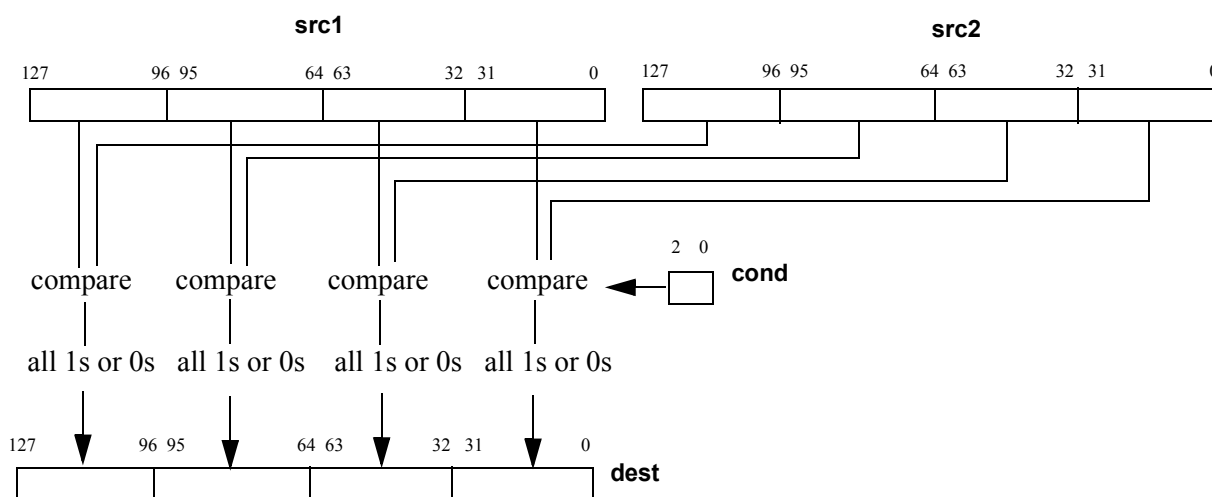 src1 src2
127 96 95 64 63 32 31 0 127 96 95 64 63 32 31 0
2 0
compare compare compare compare cond
all 1s or 0s all 1s or 0s all 1s or 0s all 1s or 0s
127 96 95 64 63 32 31 0
dest